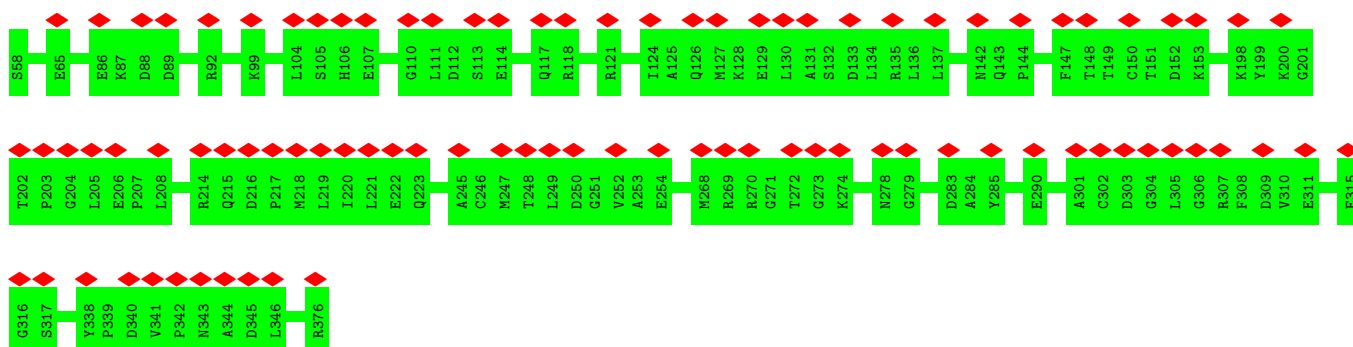 S58 E65 E86 K87 D88 D89 R92 K99 L104 S105 H106 E107 G110 L111 D112 S113 E114 Q117 R118 R121 I124 A125 Q126 M127 K128 E129 L130 A131 S132 D133 L134 R135 L136 L137 N142 Q143 P144 F147 T148 T149 C150 T151 D152 K153 K198 Y199 K200 G201
T202 P203 G204 L205 E206 P207 L208 R214 Q215 D216 P217 M218 L219 I220 L221 E222 Q223 A245 C246 M247 T248 L249 D250 G251 V252 A253 E254 M268 R269 R270 G271 T272 G273 K274 N278 G279 D283 A284 Y285 E290 A301 C302 D303 G304 L305 G306 R307 F308 D309 V310 E311
G316 S317 Y338 P339 D340 V341 P342 N343 A344 D345 L346 R376